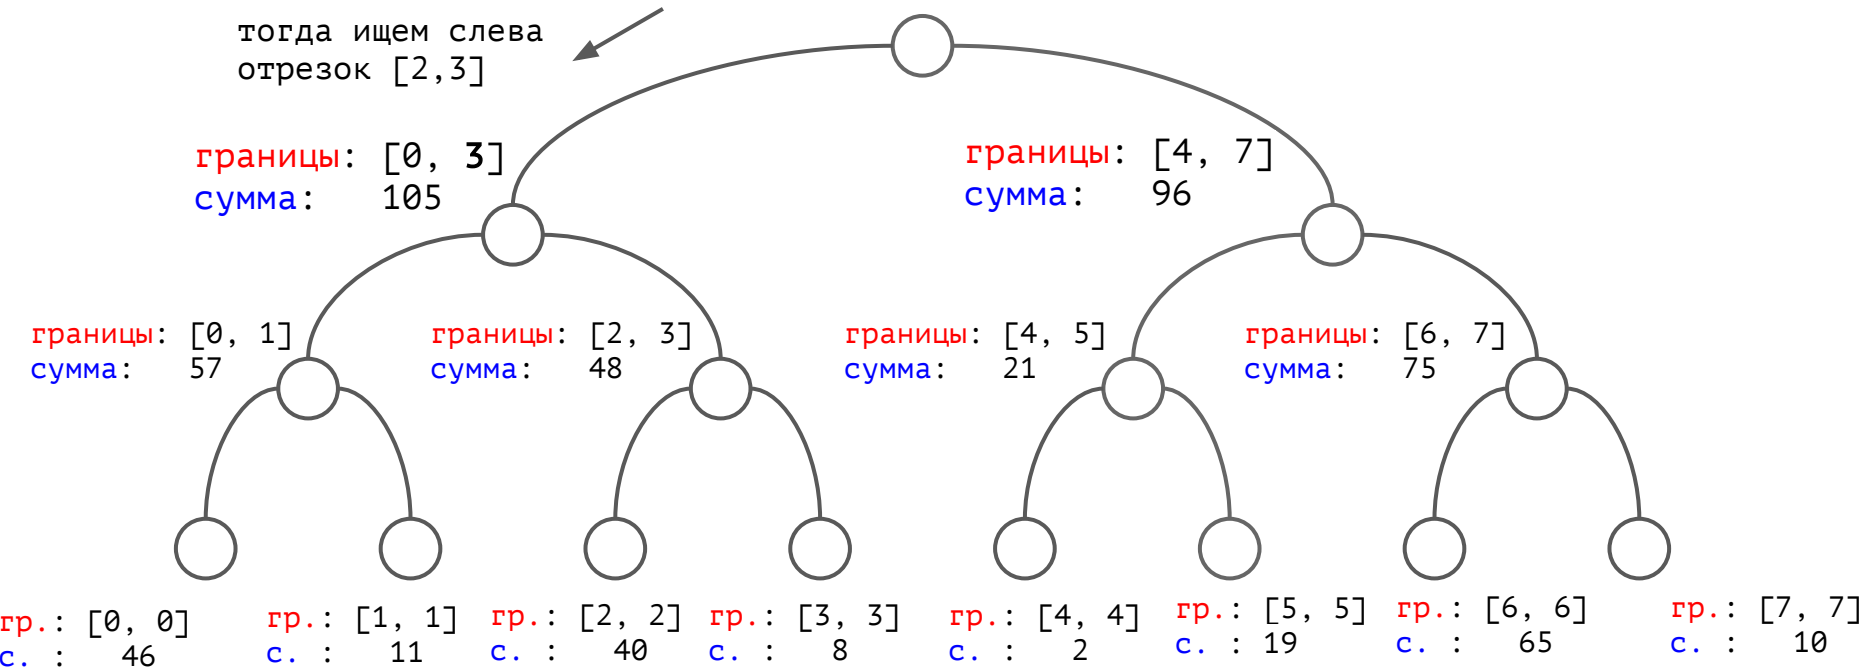 тогда ищем слева
отрезок [2,3]
границы: [0, 3]
сумма: 105
границы: [4, 7]
сумма: 96
границы: [0, 1]
сумма: 57
границы: [2, 3]
сумма: 48
границы: [4, 5]
сумма: 21
границы: [6, 7]
сумма: 75
гр.: [0, 0]
с. : 46
гр.: [1, 1]
с. : 11
гр.: [2, 2]
с. : 40
гр.: [3, 3]
с. : 8
гр.: [4, 4]
с. : 2
гр.: [5, 5]
с. : 19
гр.: [6, 6]
с. : 65
гр.: [7, 7]
с. : 10